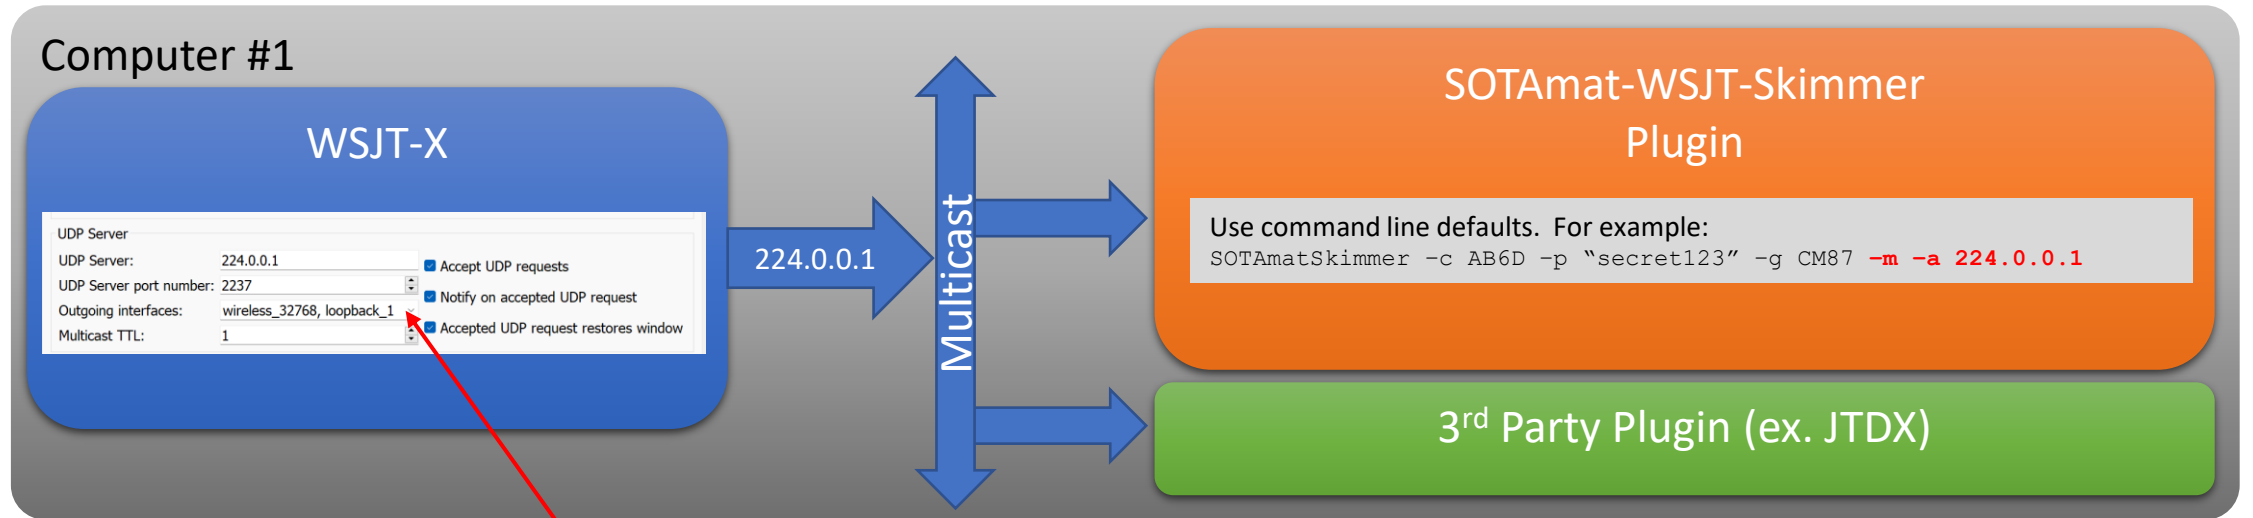 Computer #1
WSJT-X
UDP Server
UDP Server:
224.0.0.1
Accept UDP requests
UDP Server port number:
2237
Notify on accepted UDP request
Outgoing interfaces:
wireless_32768, loopback_1
Accepted UDP request restores window
Multicast TTL:
1
224.0.0.1
Multicast
SOTAmat-WSJT-Skimmer
Plugin
Use command line defaults.  For example:
SOTAmatSkimmer –c AB6D –p “secret123” –g CM87 –m –a 224.0.0.1
3rd Party Plugin (ex. JTDX)